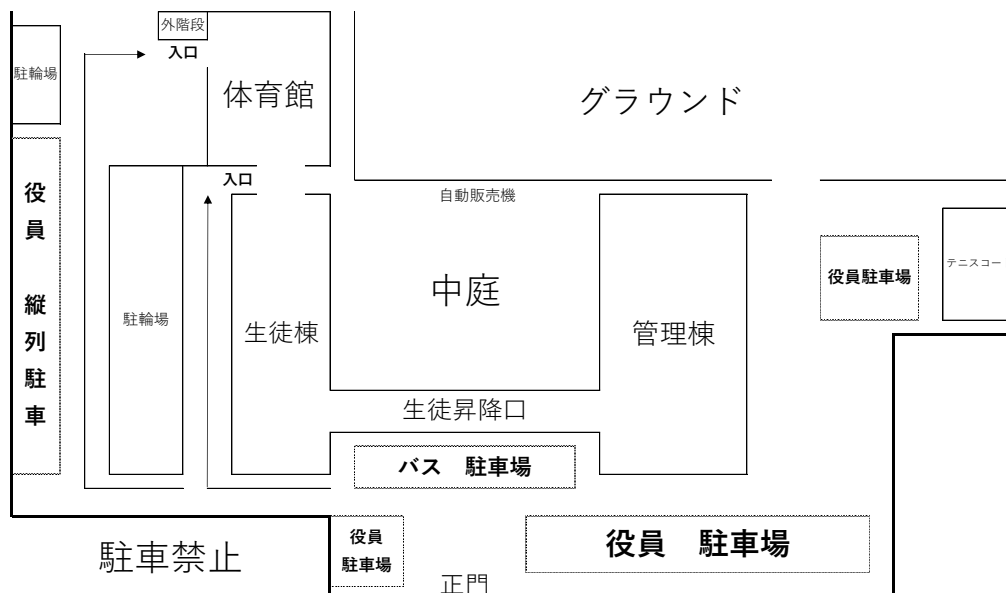 外階段
入口
駐輪場
体育館
グラウンド
入口
自動販売機
役員 縦列駐車
駐輪場
生徒棟
中庭
管理棟
役員駐車場
テニスコー
生徒昇降口
バス 駐車場
駐車禁止
役員
駐車場
役員 駐車場
正門